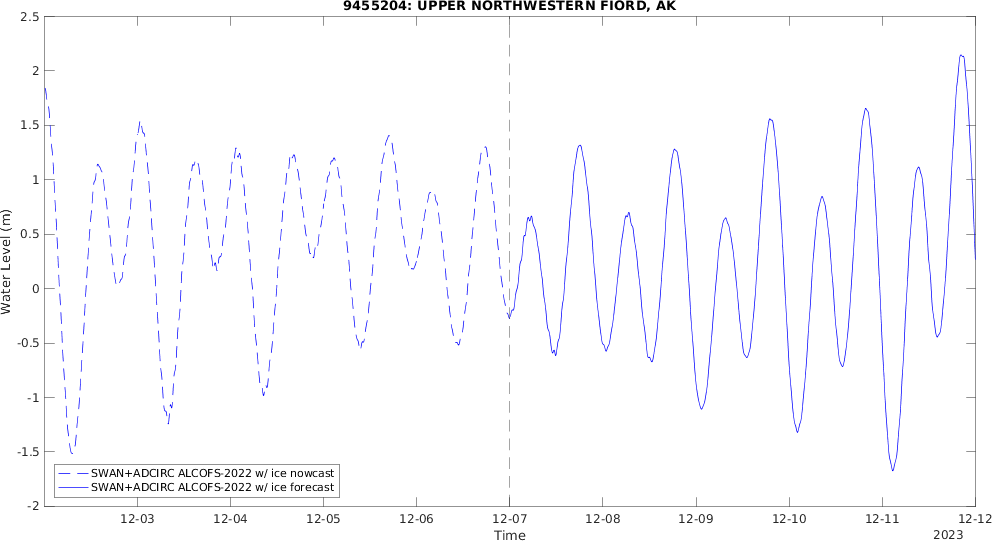 9455204: UPPER NORTHWESTERN FIORD, AK
2.5
2
1.5
1
0.5
0
-0.5
-1
-1.5
-2
Water Level (m)
SWAN+ADCIRC ALCOFS-2022 w/ ice nowcast
SWAN+ADCIRC ALCOFS-2022 w/ ice forecast
12-03 12-04 12-05 12-06 12-07 12-08 12-09 12-10 12-11 12-12
Time
2023